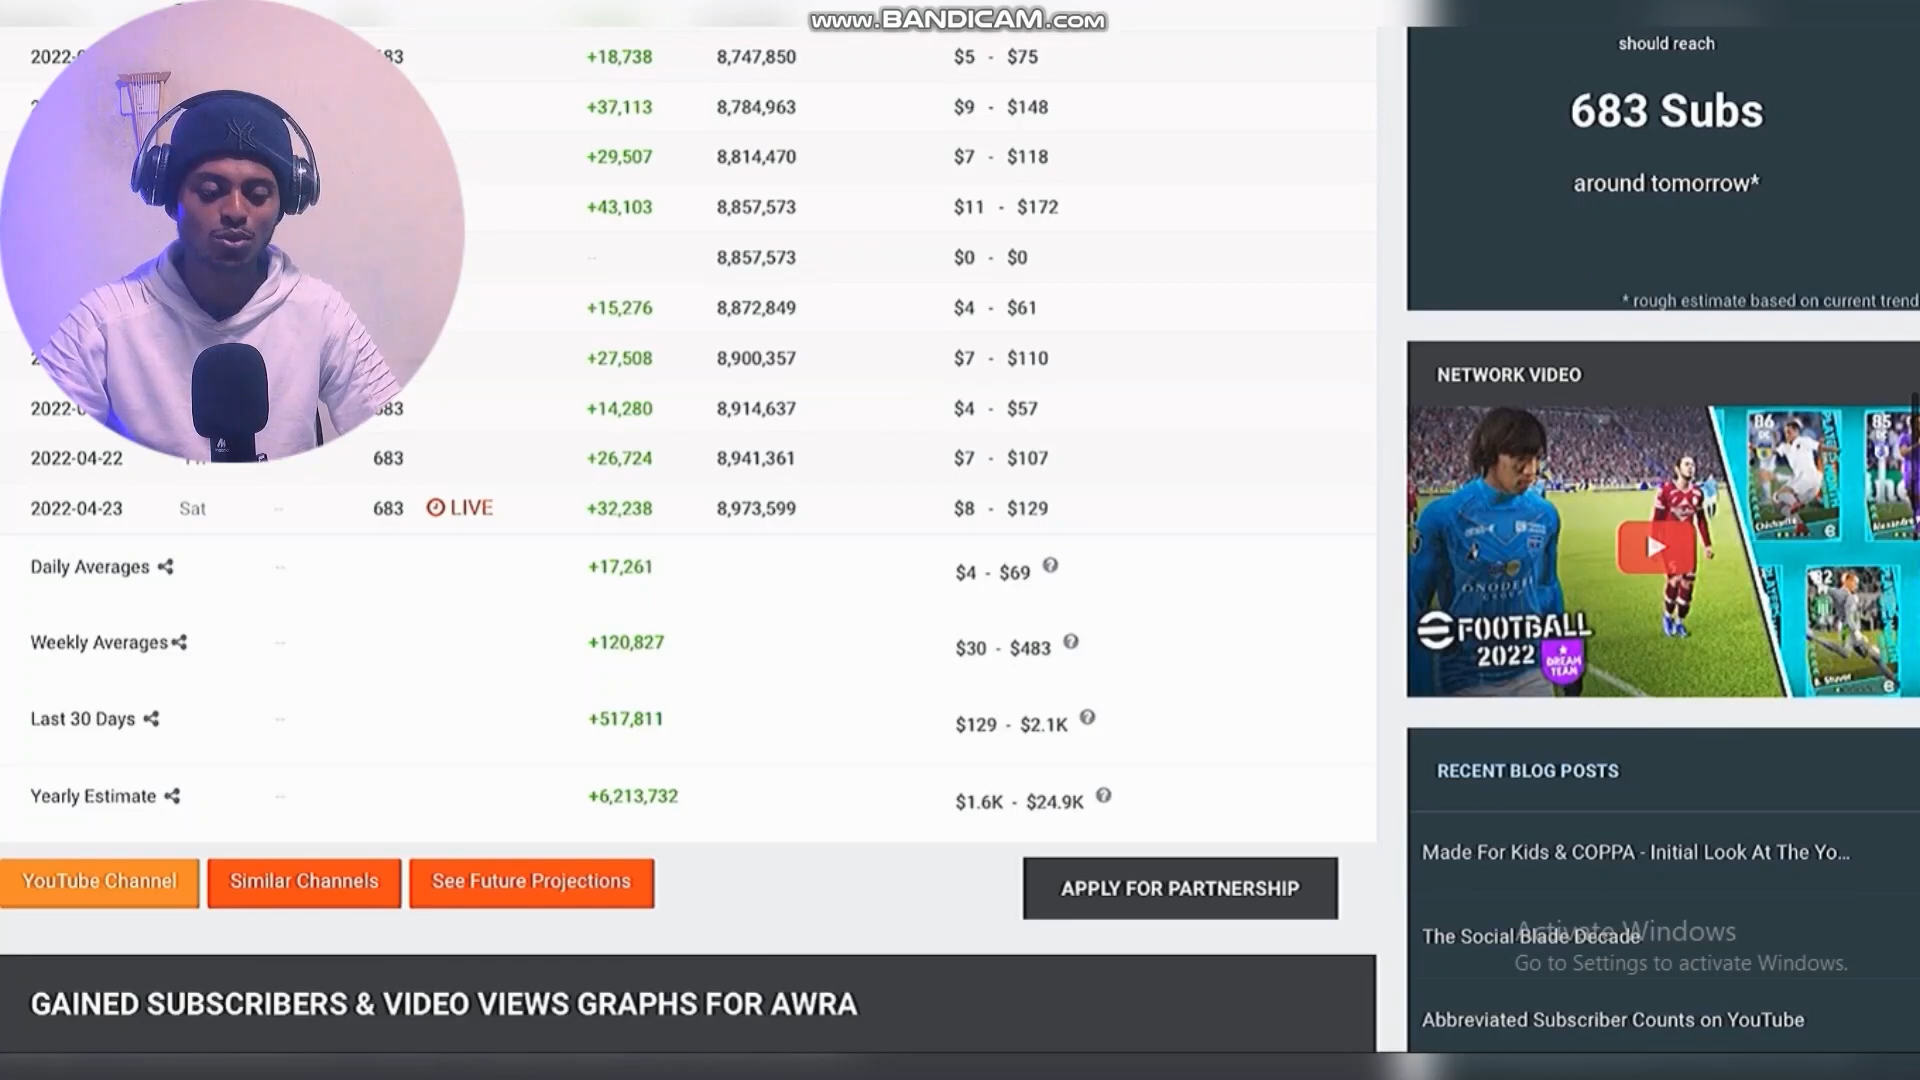 www.BANDICAM.com
83 +18,738 8,747,850 $5 - $75
+37,113 8,784,963 $9 - $148
+29,507 8,814,470 $7 - $118
+43,103 8,857,573 $11 - $172
-- 8,857,573 $0 - $0
+15,276 8,872,849 $4 - $61
+27,508 8,900,357 $7 - $110
+14,280 8,914,637 $4 - $57
2022-04-22 683 +26,724 8,941,361 $7 - $107
2022-04-23 Sat -- 683 LIVE +32,238 8,973,599 $8 - $129
Daily Averages -- +17,261 $4 - $69
Weekly Averages -- +120,827 $30 - $483
Last 30 Days -- +517,811 $129 - $2.1K
Yearly Estimate -- +6,213,732 $1.6K - $24.9K
YouTube Channel
Similar Channels
See Future Projections
APPLY FOR PARTNERSHIP
GAINED SUBSCRIBERS & VIDEO VIEWS GRAPHS FOR AWRA
should reach
683 Subs
around tomorrow*
* rough estimate based on current trend
NETWORK VIDEO
86
85
Chicharito
82
B. Stuver
eFOOTBALL
2022
DREAM
TEAM
RECENT BLOG POSTS
Made For Kids & COPPA - Initial Look At The Yo...
The Social Blade Decade
Abbreviated Subscriber Counts on YouTube
Activate Windows
Go to Settings to activate Windows.